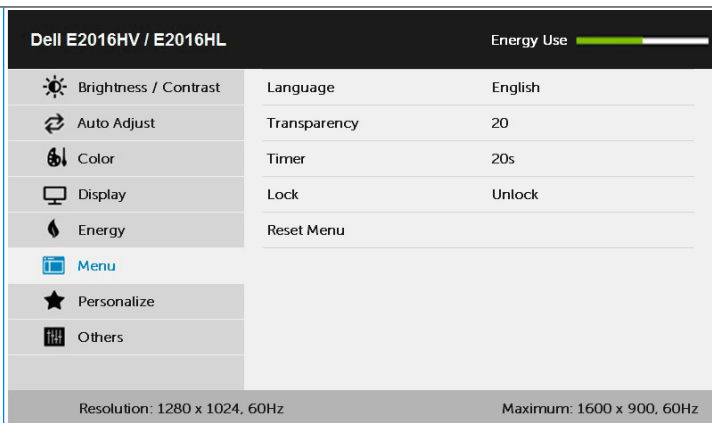 Dell E2016HV / E2016HL Energy Use
Brightness / Contrast Language English
Auto Adjust Transparency 20
Color Timer 20s
Display Lock Unlock
Energy Reset Menu
Menu
Personalize
Others
Resolution: 1280 x 1024, 60Hz Maximum: 1600 x 900, 60Hz